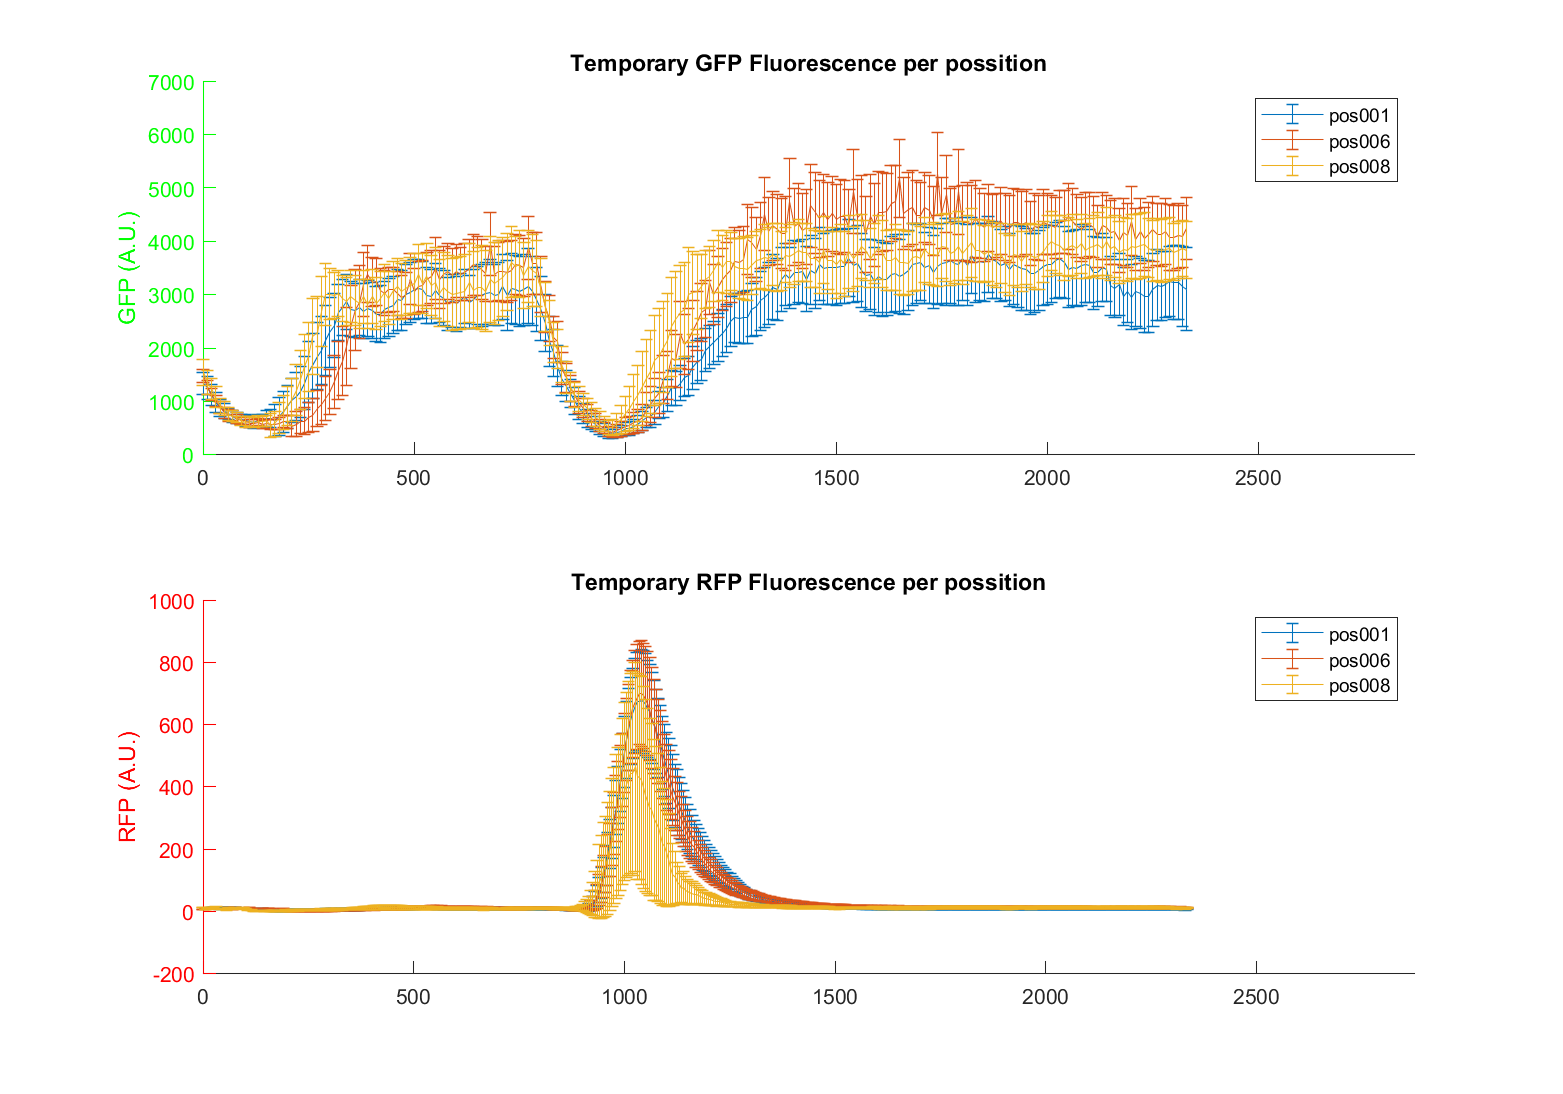 Temporary GFP Fluorescence per possition
7000
6000
5000
4000
3000
2000
1000
0
GFP (A.U.)
0 500 1000 1500 2000 2500
pos001
pos006
pos008
Temporary RFP Fluorescence per possition
1000
800
600
400
200
0
-200
RFP (A.U.)
0 500 1000 1500 2000 2500
pos001
pos006
pos008